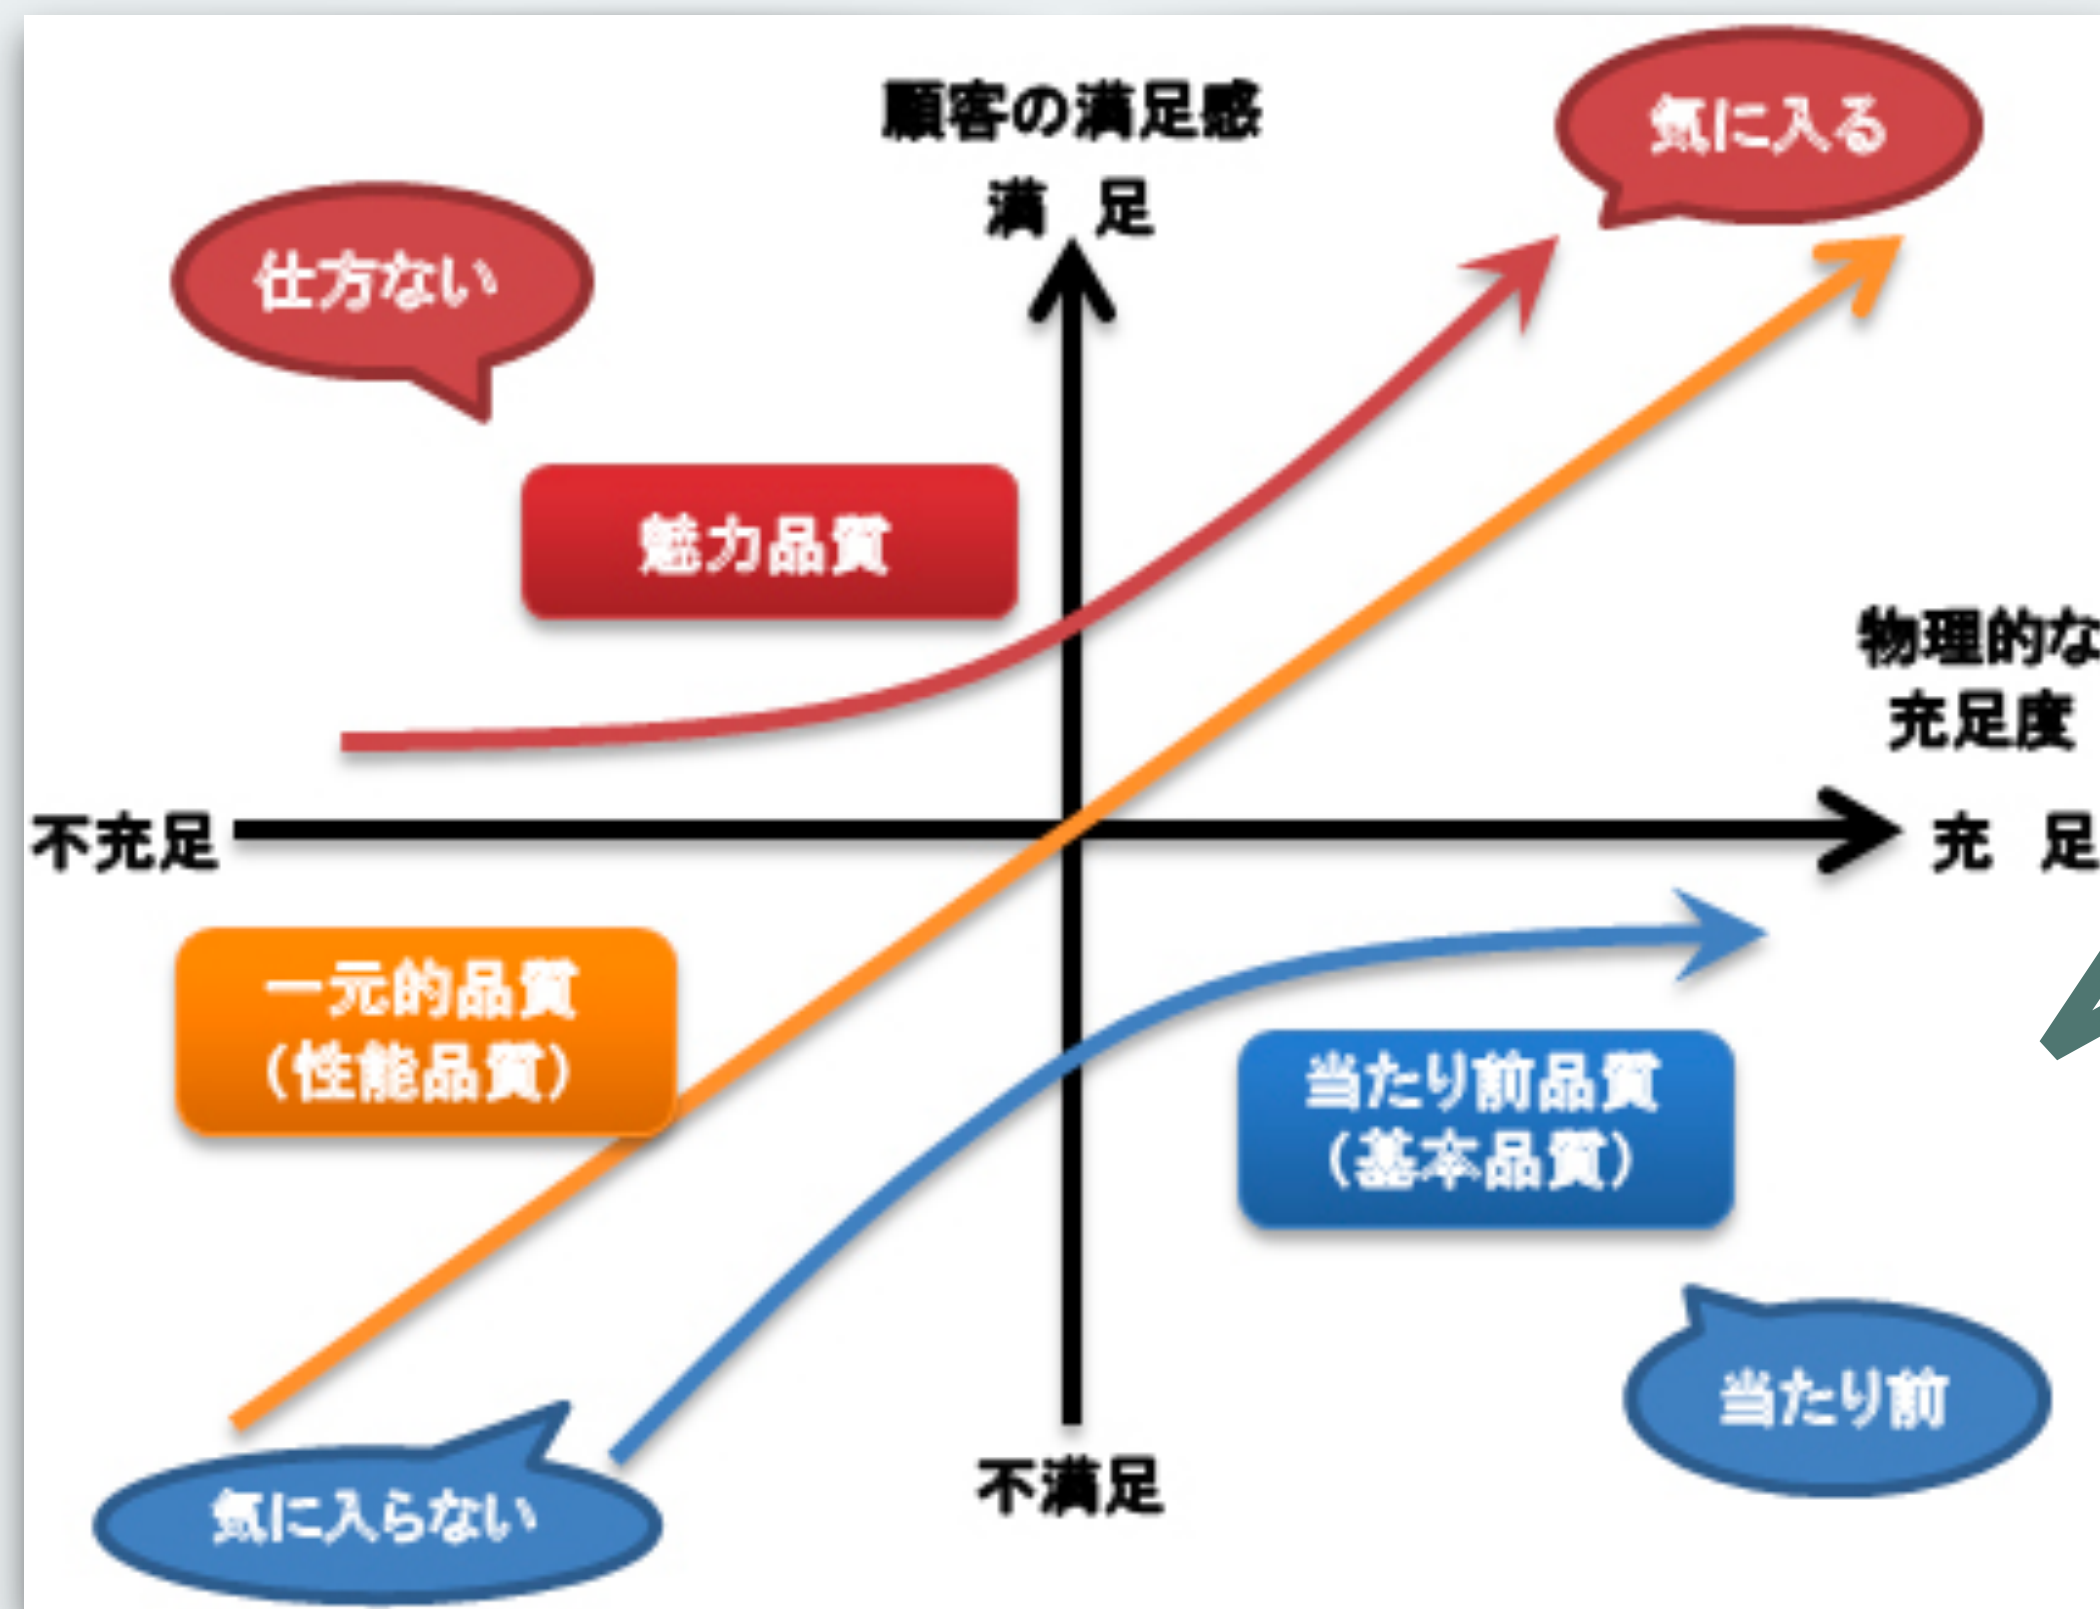 顧客の満足感
満 足
気に入る
仕方ない
魅力品質
物理的な
充足度
不充足
充 足
一元的品質
（性能品質）
当たり前品質
（基本品質）
当たり前
不満足
気に入らない